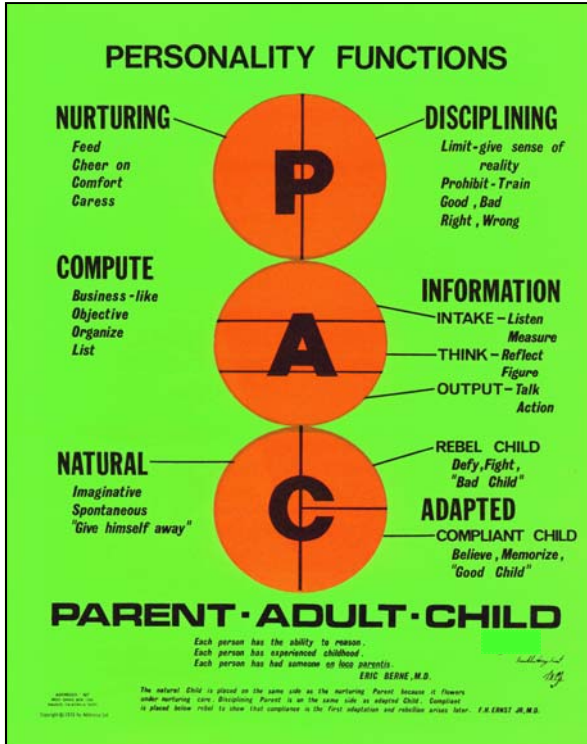 PERSONALITY FUNCTIONS
NURTURING
Feed
Cheer on
Comfort
Caress
DISCIPLINING
Limit-give sense of
reality
Prohibit-Train
Good, Bad
Right, Wrong
P
COMPUTE
Business-like
Objective
Organize
List
A
INFORMATION
INTAKE-Listen
Measure
THINK-Reflect
Figure
OUTPUT-Talk
Action
NATURAL
Imaginative
Spontaneous
"Give himself away"
C
REBEL CHILD
Defy, Fight,
"Bad Child"
ADAPTED
COMPLIANT CHILD
Believe, Memorize,
"Good Child"
PARENT-ADULT-CHILD
Each person has the ability to reason.
Each person has experienced childhood.
Each person has had someone on loco parentis.
ERIC BERNE, M.D.
The natural Child is placed on the same side as the nurturing Parent because it flowers
under nurturing care. Disciplining Parent is on the same side as adapted Child. Compliant
is placed below rebel to show that compliance is the first adaptation and rebellion arises later. F.H. ERNST JR, M.D.